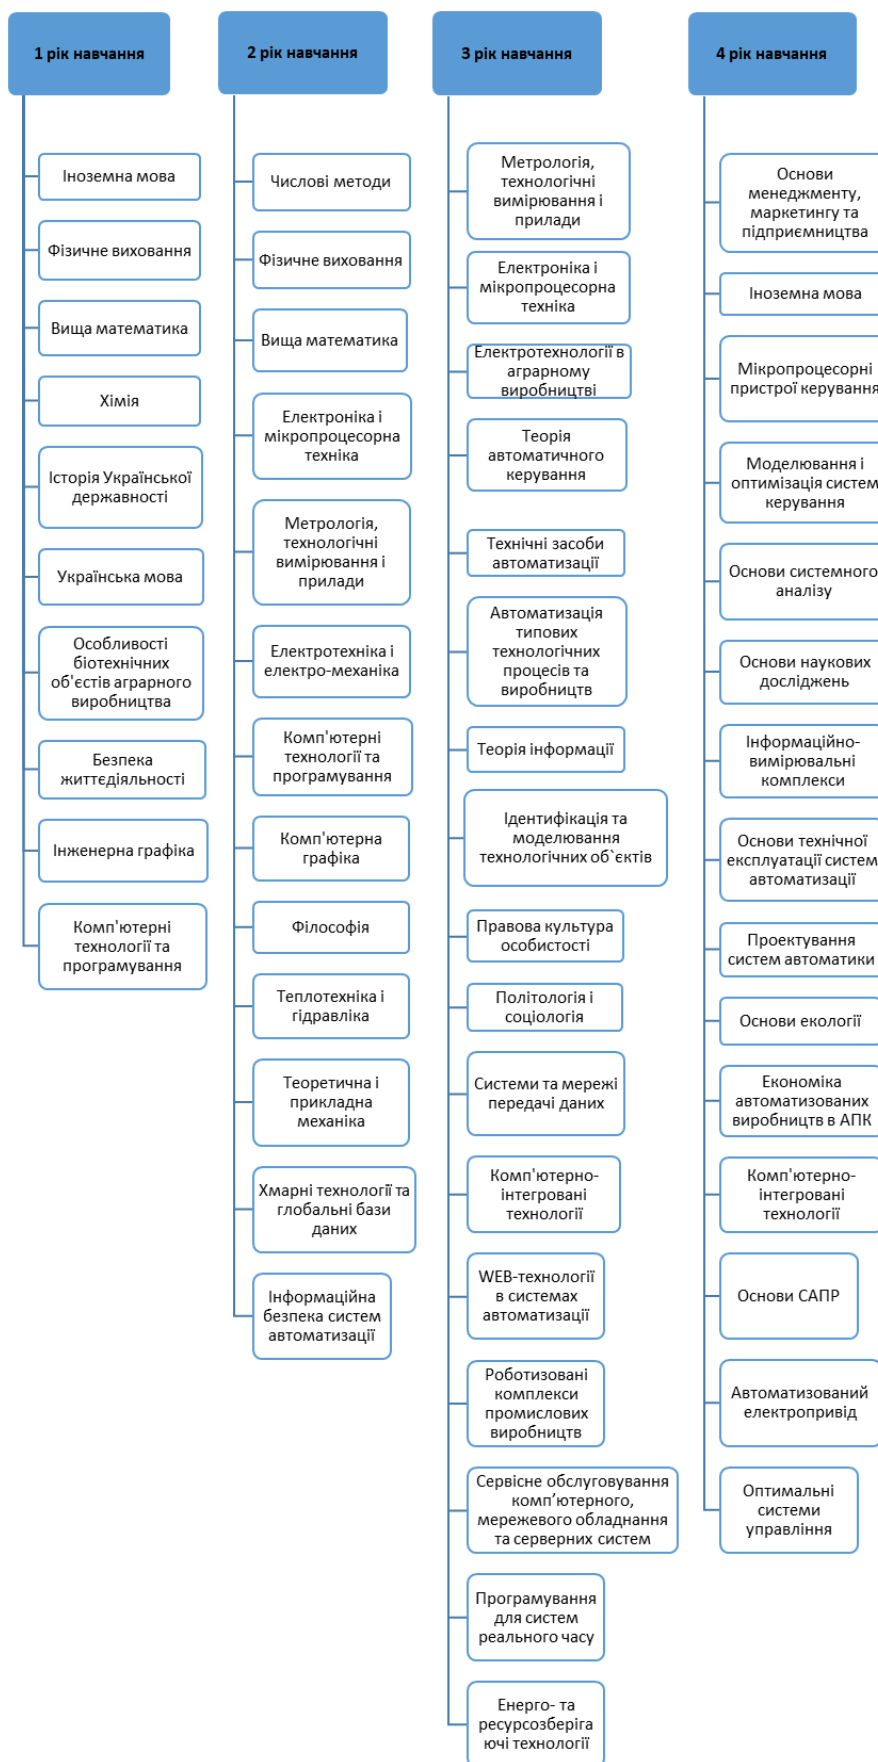 1 рік навчання
Іноземна мова
Фізичне виховання
Вища математика
Хімія
Історія Української
державності
Українська мова
Особливості
біотехнічних
об'єстів аграрного
виробництва
Безпека
життєдіяльності
Інженерна графіка
Комп'ютерні
технології та
програмування
2 рік навчання
Числові методи
Фізичне виховання
Вища математика
Електроніка і
мікропроцесорна
техніка
Метрологія,
технологічні
вимірювання і
прилади
Електротехніка і
електро-механіка
Комп'ютерні
технології та
програмування
Комп'ютерна
графіка
Філософія
Теплотехніка і
гідравліка
Теоретична і
прикладна
механіка
Хмарні технології та
глобальні бази
даних
Інформаційна
безпека систем
автоматизації
3 рік навчання
Метрологія,
технологічні
вимірювання і
прилади
Електроніка і
мікропроцесорна
техніка
Електротехнології в
аграрному
виробництві
Теорія
автоматичного
керування
Технічні засоби
автоматизації
Автоматизація
типових
технологічних
процесів та
виробництв
Теорія інформації
Ідентифікація та
моделювання
технологічних об`єктів
Правова культура
особистості
Політологія і
соціологія
Системи та мережі
передачі даних
Комп'ютерно-
інтегровані
технології
WEB-технології
в системах
автоматизації
Роботизовані
комплекси
промислових
виробництв
Сервісне обслуговування
комп’ютерного,
мережевого обладнання
та серверних систем
Програмування
для систем
реального часу
Енерго- та
ресурсозберіга
ючі технології
4 рік навчання
Основи
менеджменту,
маркетингу та
підприємництва
Іноземна мова
Мікропроцесорні
пристрої керування
Моделювання і
оптимізація систем
керування
Основи системного
аналізу
Основи наукових
досліджень
Інформаційно-
вимірювальні
комплекси
Основи технічної
експлуатації систем
автоматизації
Проектування
систем автоматики
Основи екології
Економіка
автоматизованих
виробництв в АПК
Комп'ютерно-
інтегровані
технології
Основи САПР
Автоматизований
електропривід
Оптимальні
системи
управління